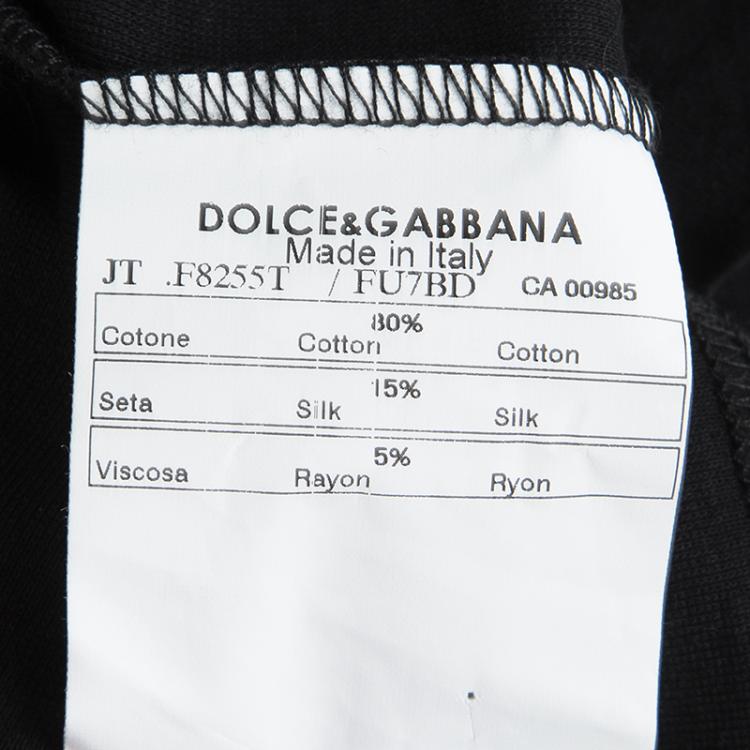 DOLCE&GABBANA
Made in Italy
JT .F8255T / FU7BD CA 00985
80%
Cotone Cotton Cotton
15%
Seta Silk Silk
5%
Viscosa Rayon Ryon